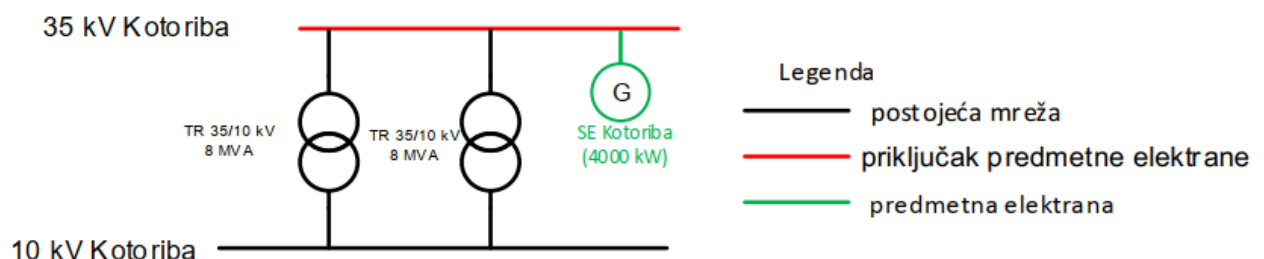 35 kV Kotoriba
Legenda
G
TR 35/10 kV
8 MVA
TR 35/10 kV
8 MVA
SE Kotoriba
(4000 kW)
postojeća mreža
priključak predmetne elektrane
predmetna elektrana
10 kV Kotoriba